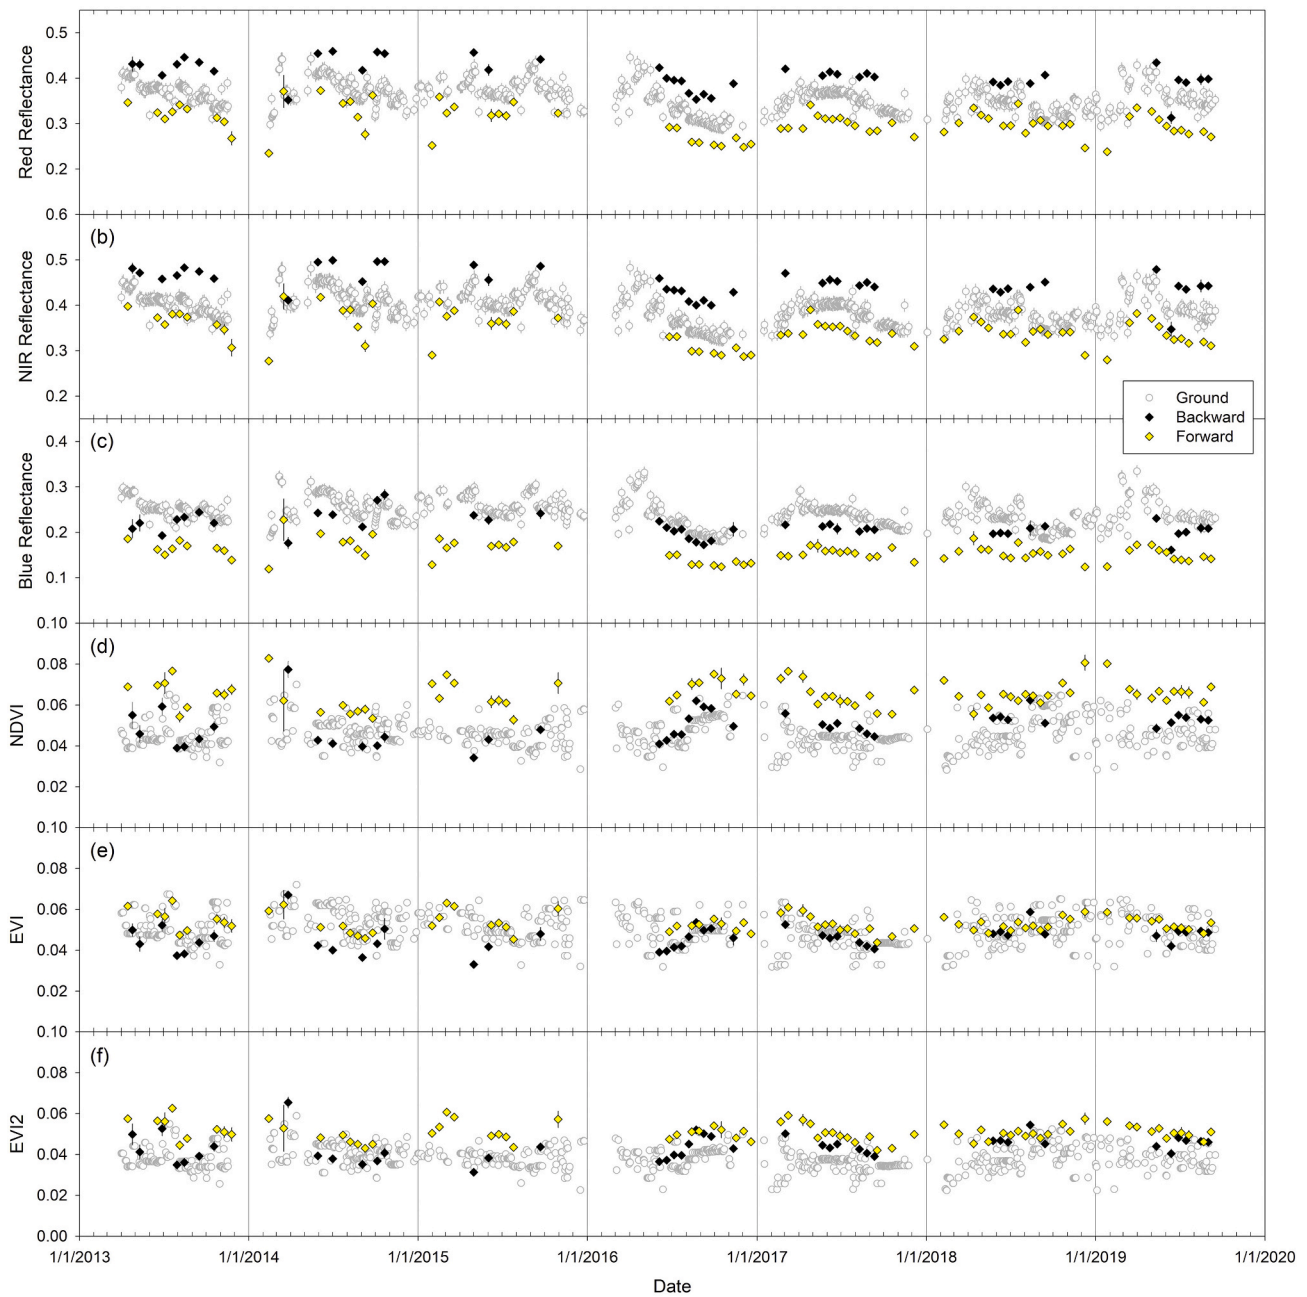 0.5
0.4
0.3
0.2
Red Reflectance
0.6
(b)
0.5
0.4
0.3
0.2
NIR Reflectance
Ground
Backward
Forward
(c)
0.4
0.3
0.2
0.1
Blue Reflectance
0.10
(d)
0.08
0.06
0.04
0.02
NDVI
0.10
(e)
0.08
0.06
0.04
0.02
EVI
0.10
(f)
0.08
0.06
0.04
0.02
0.00
EVI2
1/1/2013 1/1/2014 1/1/2015 1/1/2016 1/1/2017 1/1/2018 1/1/2019 1/1/2020
Date